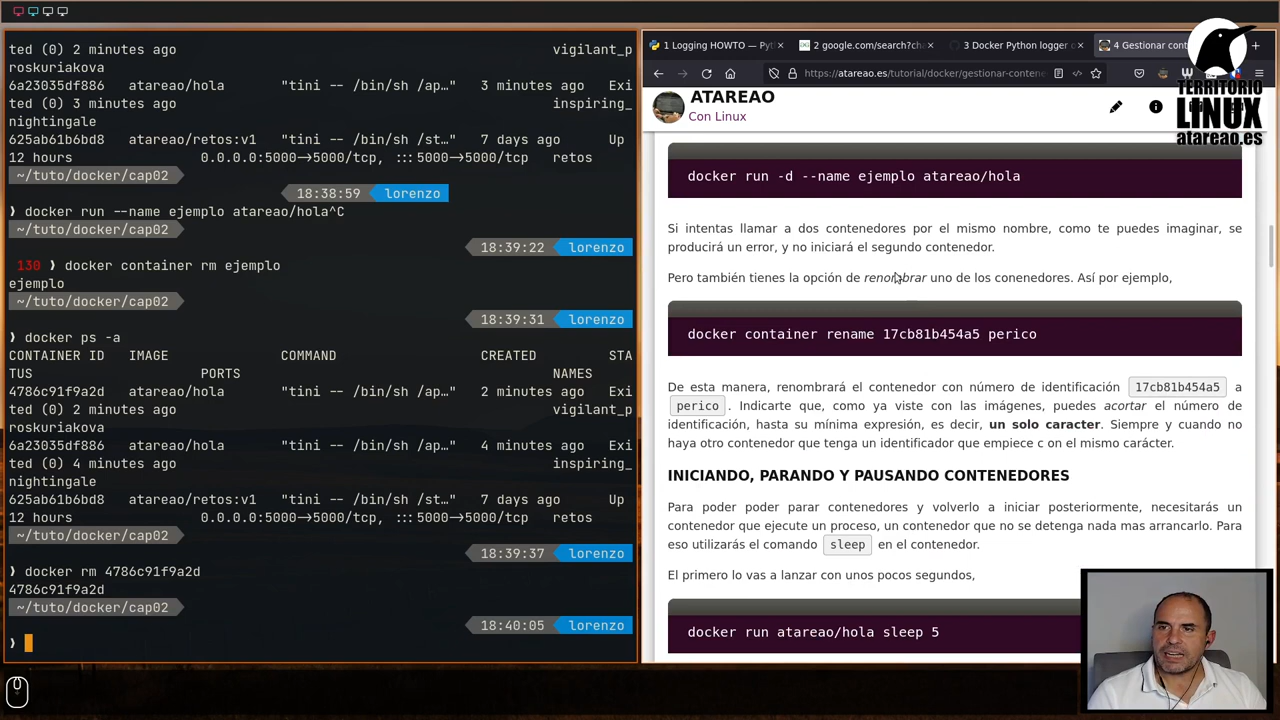 ted (0) 2 minutes ago vigilant_p
roskuriakova
6a23035df886 atareao/hola "tini -- /bin/sh /ap…" 3 minutes ago Exi
ted (0) 3 minutes ago inspiring_
nightingale
625ab61b6bd8 atareao/retos:v1 "tini -- /bin/sh /st…" 7 days ago Up
12 hours 0.0.0.0:5000->5000/tcp, :::5000->5000/tcp retos
~/tuto/docker/cap02
18:38:59 lorenzo
❯ docker run --name ejemplo atareao/hola^C
~/tuto/docker/cap02
18:39:22 lorenzo
130 ❯ docker container rm ejemplo
ejemplo
~/tuto/docker/cap02
18:39:31 lorenzo
❯ docker ps -a
CONTAINER ID IMAGE COMMAND CREATED STA
TUS PORTS NAMES
4786c91f9a2d atareao/hola "tini -- /bin/sh /ap…" 2 minutes ago Exi
ted (0) 2 minutes ago vigilant_p
roskuriakova
6a23035df886 atareao/hola "tini -- /bin/sh /ap…" 4 minutes ago Exi
ted (0) 4 minutes ago inspiring_
nightingale
625ab61b6bd8 atareao/retos:v1 "tini -- /bin/sh /st…" 7 days ago Up
12 hours 0.0.0.0:5000->5000/tcp, :::5000->5000/tcp retos
~/tuto/docker/cap02
18:39:37 lorenzo
❯ docker rm 4786c91f9a2d
4786c91f9a2d
~/tuto/docker/cap02
18:40:05 lorenzo
❯
1 Logging HOWTO — Pyt 2 google.com/search?cha 3 Docker Python logger o 4 Gestionar cont
https://atareao.es/tutorial/docker/gestionar-contene
TERRITORIO
LINUX
atareao.es
ATAREAO
Con Linux
docker run -d --name ejemplo atareao/hola
Si intentas llamar a dos contenedores por el mismo nombre, como te puedes imaginar, se
producirá un error, y no iniciará el segundo contenedor.
Pero también tienes la opción de renombrar uno de los conenedores. Así por ejemplo,
docker container rename 17cb81b454a5 perico
De esta manera, renombrará el contenedor con número de identificación 17cb81b454a5 a
perico . Indicarte que, como ya viste con las imágenes, puedes acortar el número de
identificación, hasta su mínima expresión, es decir, un solo caracter. Siempre y cuando no
haya otro contenedor que tenga un identificador que empiece c on el mismo carácter.
INICIANDO, PARANDO Y PAUSANDO CONTENEDORES
Para poder poder parar contenedores y volverlo a iniciar posteriormente, necesitarás un
contenedor que ejecute un proceso, un contenedor que no se detenga nada mas arrancarlo. Para
eso utilizarás el comando sleep en el contenedor.
El primero lo vas a lanzar con unos pocos segundos,
docker run atareao/hola sleep 5